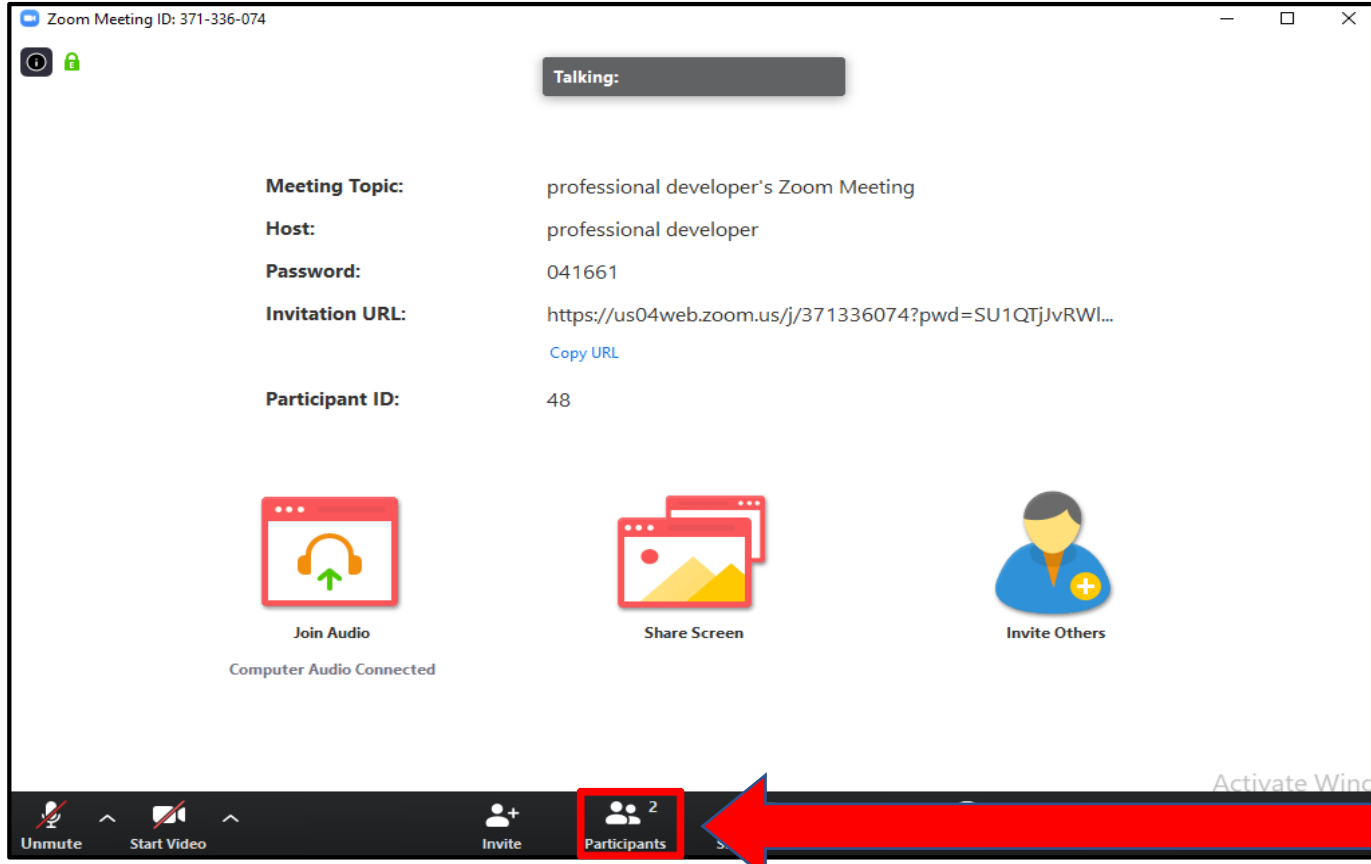 Zoom Meeting ID: 371-336-074
Talking:
Meeting Topic: professional developer's Zoom Meeting
Host: professional developer
Password: 041661
Invitation URL: https://us04web.zoom.us/j/371336074?pwd=SU1QTjJvRWl...
Copy URL
Participant ID: 48
Join Audio
Share Screen
Invite Others
Computer Audio Connected
Activate Wind
2
Unmute
Start Video
Invite
Participants